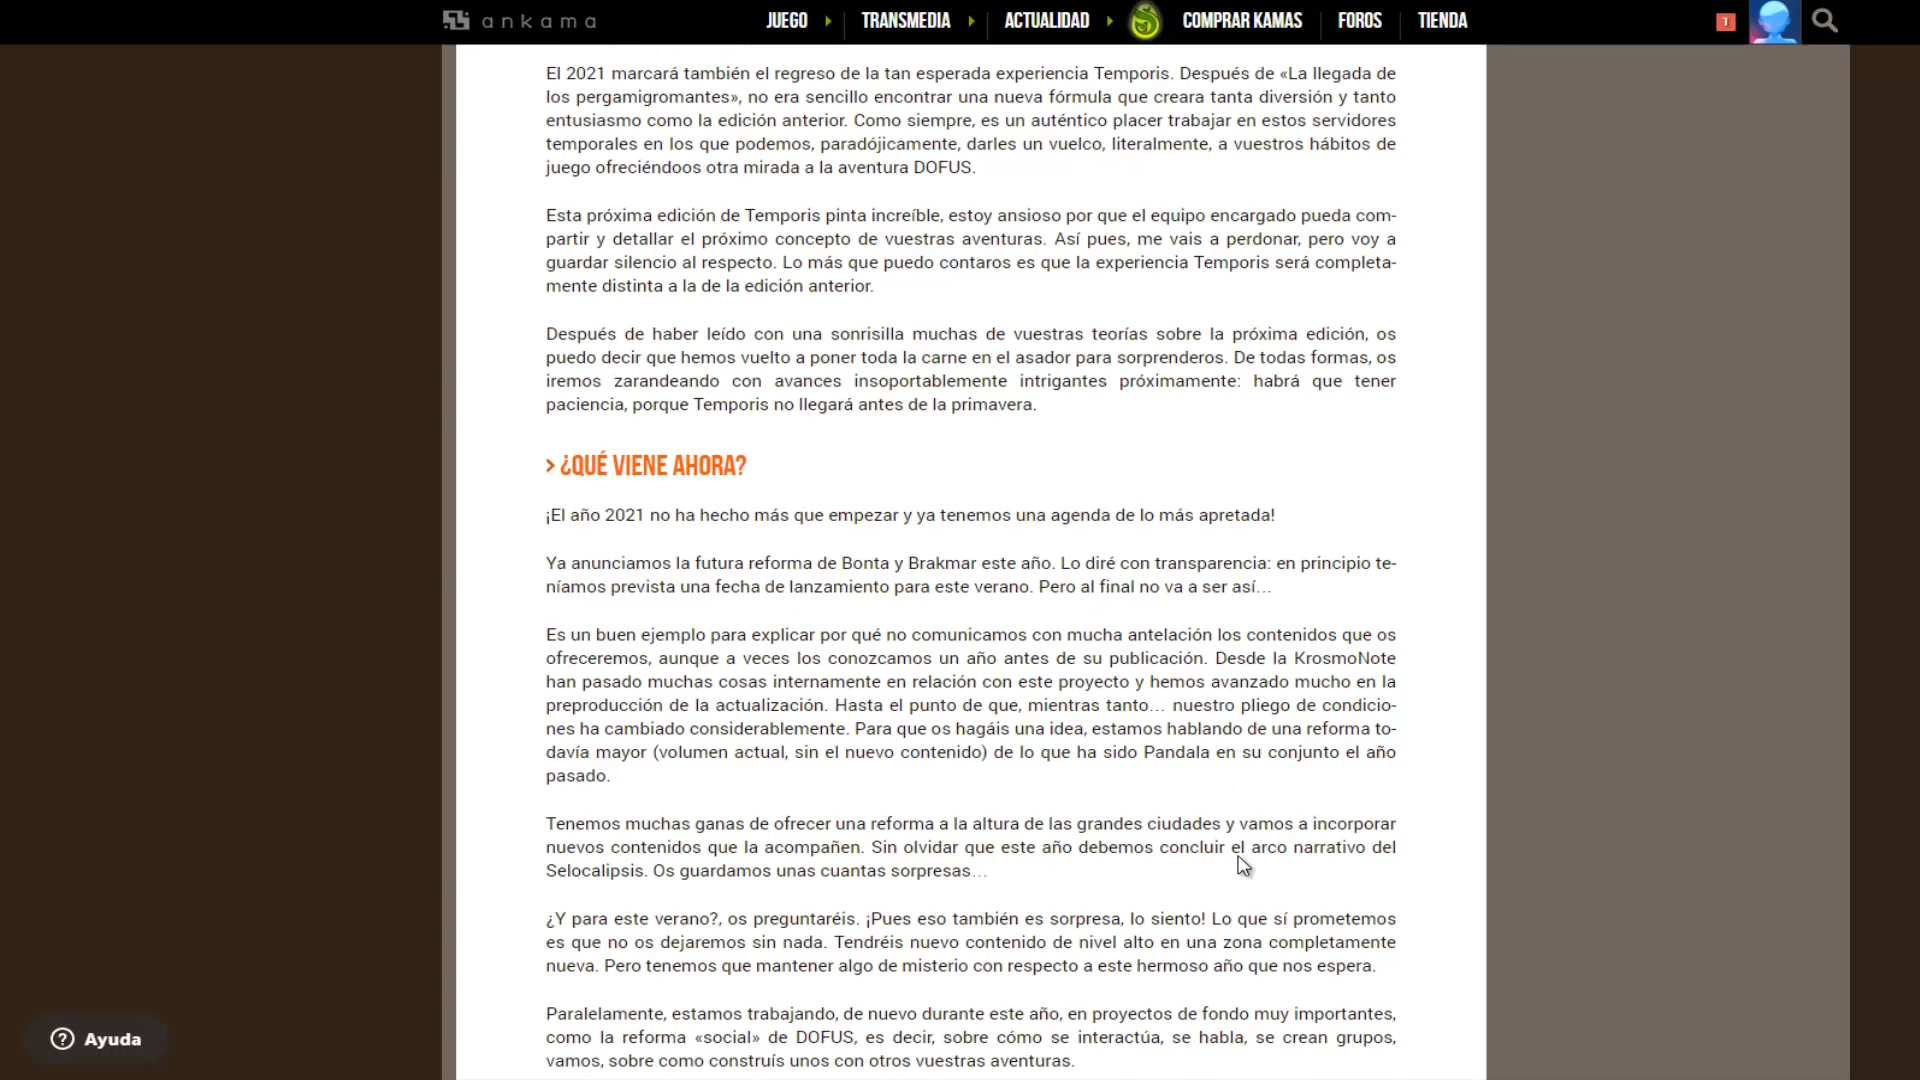 ankama
JUEGO
TRANSMEDIA
ACTUALIDAD
COMPRAR KAMAS
FOROS
TIENDA
1
El 2021 marcará también el regreso de la tan esperada experiencia Temporis. Después de «La llegada de
los pergamigromantes», no era sencillo encontrar una nueva fórmula que creara tanta diversión y tanto
entusiasmo como la edición anterior. Como siempre, es un auténtico placer trabajar en estos servidores
temporales en los que podemos, paradójicamente, darles un vuelco, literalmente, a vuestros hábitos de
juego ofreciéndoos otra mirada a la aventura DOFUS.
Esta próxima edición de Temporis pinta increíble, estoy ansioso por que el equipo encargado pueda com-
partir y detallar el próximo concepto de vuestras aventuras. Así pues, me vais a perdonar, pero voy a
guardar silencio al respecto. Lo más que puedo contaros es que la experiencia Temporis será completa-
mente distinta a la de la edición anterior.
Después de haber leído con una sonrisilla muchas de vuestras teorías sobre la próxima edición, os
puedo decir que hemos vuelto a poner toda la carne en el asador para sorprenderos. De todas formas, os
iremos zarandeando con avances insoportablemente intrigantes próximamente: habrá que tener
paciencia, porque Temporis no llegará antes de la primavera.
> ¿QUÉ VIENE AHORA?
¡El año 2021 no ha hecho más que empezar y ya tenemos una agenda de lo más apretada!
Ya anunciamos la futura reforma de Bonta y Brakmar este año. Lo diré con transparencia: en principio te-
níamos prevista una fecha de lanzamiento para este verano. Pero al final no va a ser así…
Es un buen ejemplo para explicar por qué no comunicamos con mucha antelación los contenidos que os
ofreceremos, aunque a veces los conozcamos un año antes de su publicación. Desde la KrosmoNote
han pasado muchas cosas internamente en relación con este proyecto y hemos avanzado mucho en la
preproducción de la actualización. Hasta el punto de que, mientras tanto… nuestro pliego de condicio-
nes ha cambiado considerablemente. Para que os hagáis una idea, estamos hablando de una reforma to-
davía mayor (volumen actual, sin el nuevo contenido) de lo que ha sido Pandala en su conjunto el año
pasado.
Tenemos muchas ganas de ofrecer una reforma a la altura de las grandes ciudades y vamos a incorporar
nuevos contenidos que la acompañen. Sin olvidar que este año debemos concluir el arco narrativo del
Selocalipsis. Os guardamos unas cuantas sorpresas…
¿Y para este verano?, os preguntaréis. ¡Pues eso también es sorpresa, lo siento! Lo que sí prometemos
es que no os dejaremos sin nada. Tendréis nuevo contenido de nivel alto en una zona completamente
nueva. Pero tenemos que mantener algo de misterio con respecto a este hermoso año que nos espera.
Paralelamente, estamos trabajando, de nuevo durante este año, en proyectos de fondo muy importantes,
como la reforma «social» de DOFUS, es decir, sobre cómo se interactúa, se habla, se crean grupos,
vamos, sobre como construís unos con otros vuestras aventuras.
? Ayuda